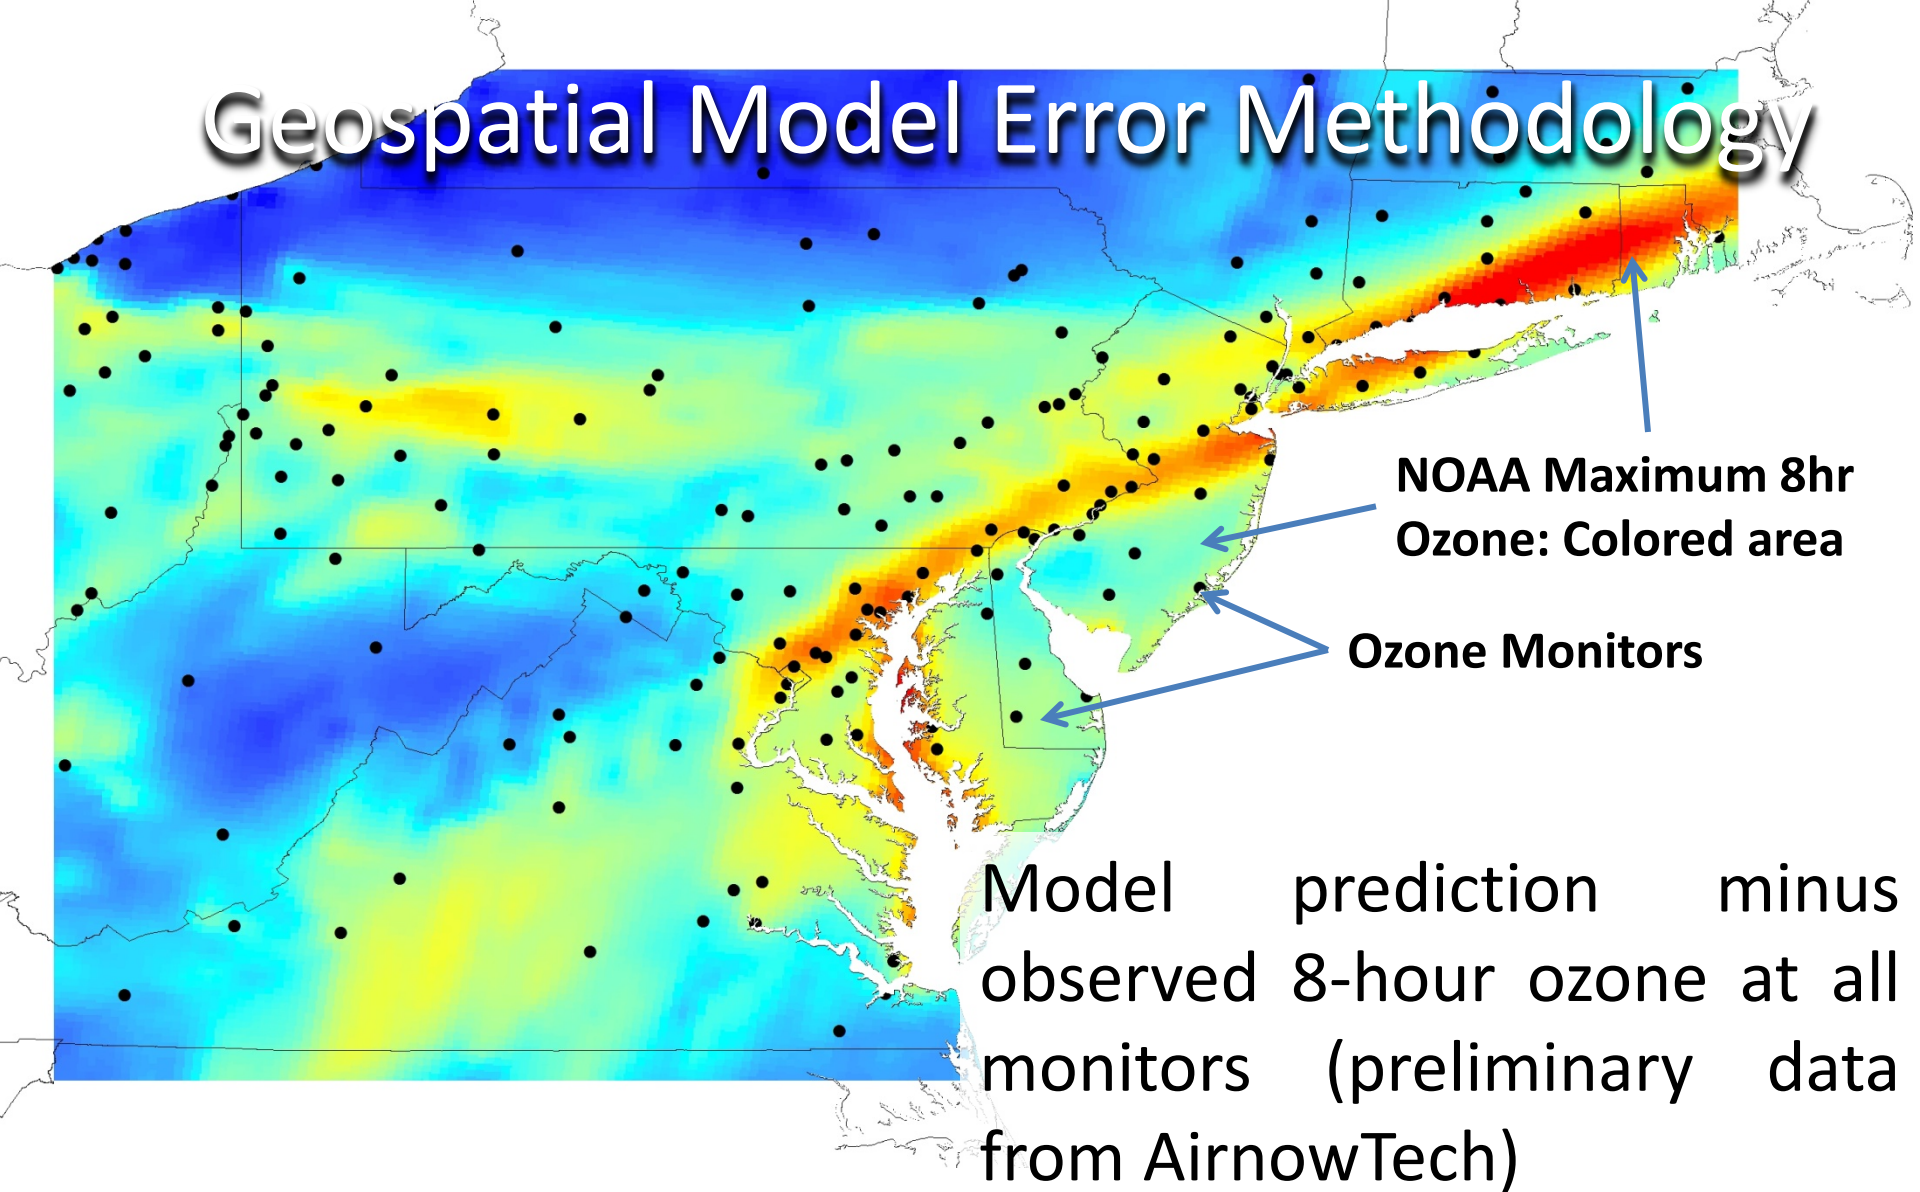 Geospatial Model Error Methodology
NOAA Maximum 8hr
Ozone: Colored area
Ozone Monitors
Model prediction minus
observed 8-hour ozone at all
monitors (preliminary data
from AirnowTech)